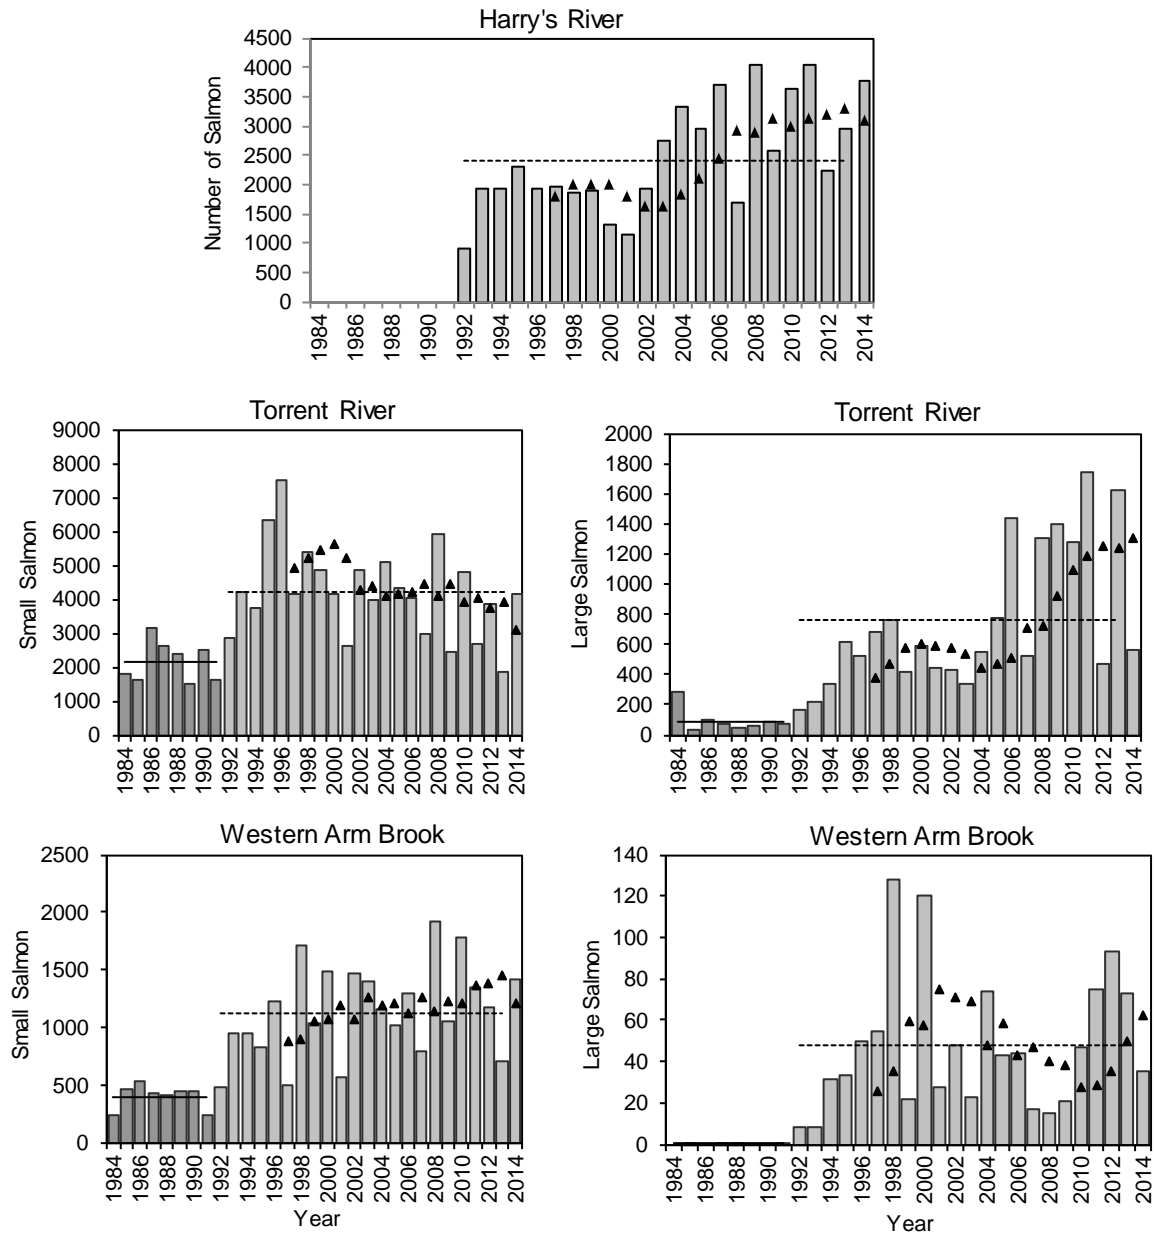 Harry's River
Number of Salmon
4500
4000
3500
3000
2500
2000
1500
1000
500
0
1984 1986 1988 1990 1992 1994 1996 1998 2000 2002 2004 2006 2008 2010 2012 2014
Torrent River
Small Salmon
9000
8000
7000
6000
5000
4000
3000
2000
1000
0
1984 1986 1988 1990 1992 1994 1996 1998 2000 2002 2004 2006 2008 2010 2012 2014
Torrent River
Large Salmon
2000
1800
1600
1400
1200
1000
800
600
400
200
0
1984 1986 1988 1990 1992 1994 1996 1998 2000 2002 2004 2006 2008 2010 2012 2014
Western Arm Brook
Small Salmon
2500
2000
1500
1000
500
0
1984 1986 1988 1990 1992 1994 1996 1998 2000 2002 2004 2006 2008 2010 2012 2014
Year
Western Arm Brook
Large Salmon
140
120
100
80
60
40
20
0
1984 1986 1988 1990 1992 1994 1996 1998 2000 2002 2004 2006 2008 2010 2012 2014
Year